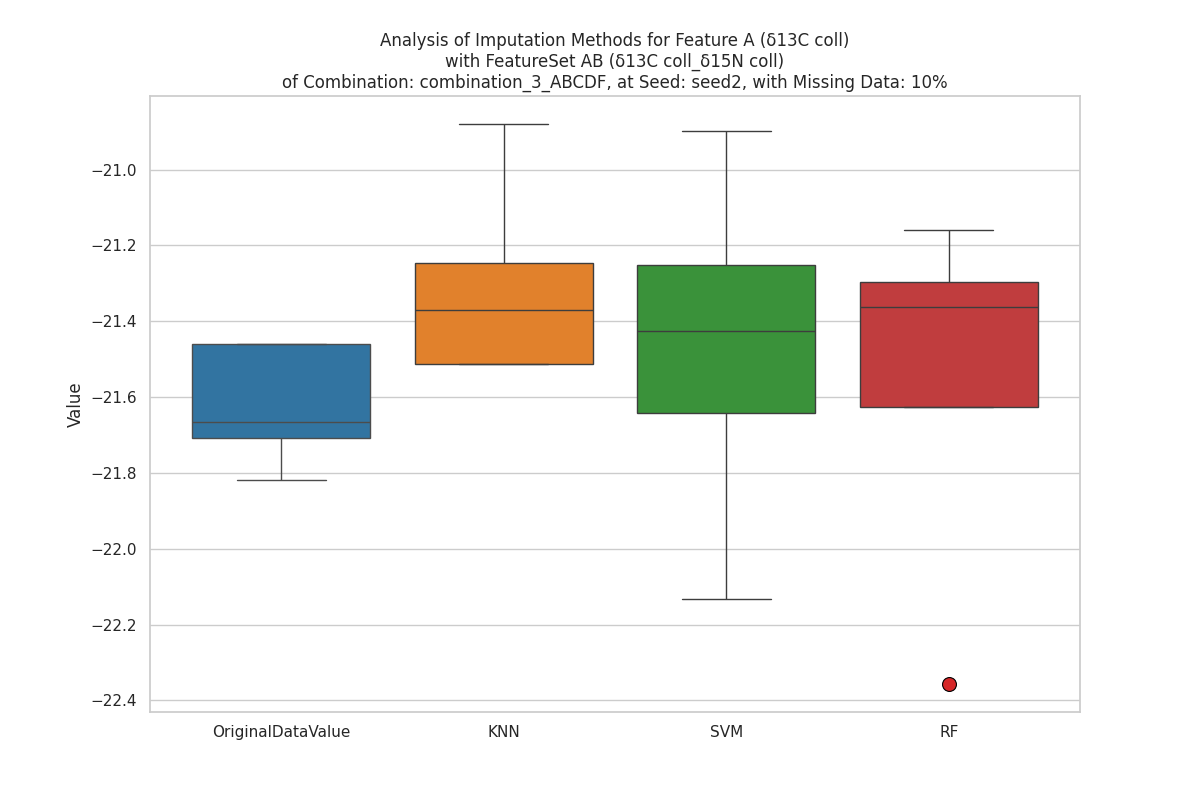 Analysis of Imputation Methods for Feature A (δ13C coll)
with FeatureSet AB (δ13C coll_δ15N coll)
of Combination: combination_3_ABCDF, at Seed: seed2, with Missing Data: 10%
Value
−21.0
−21.2
−21.4
−21.6
−21.8
−22.0
−22.2
−22.4
OriginalDataValue KNN SVM RF